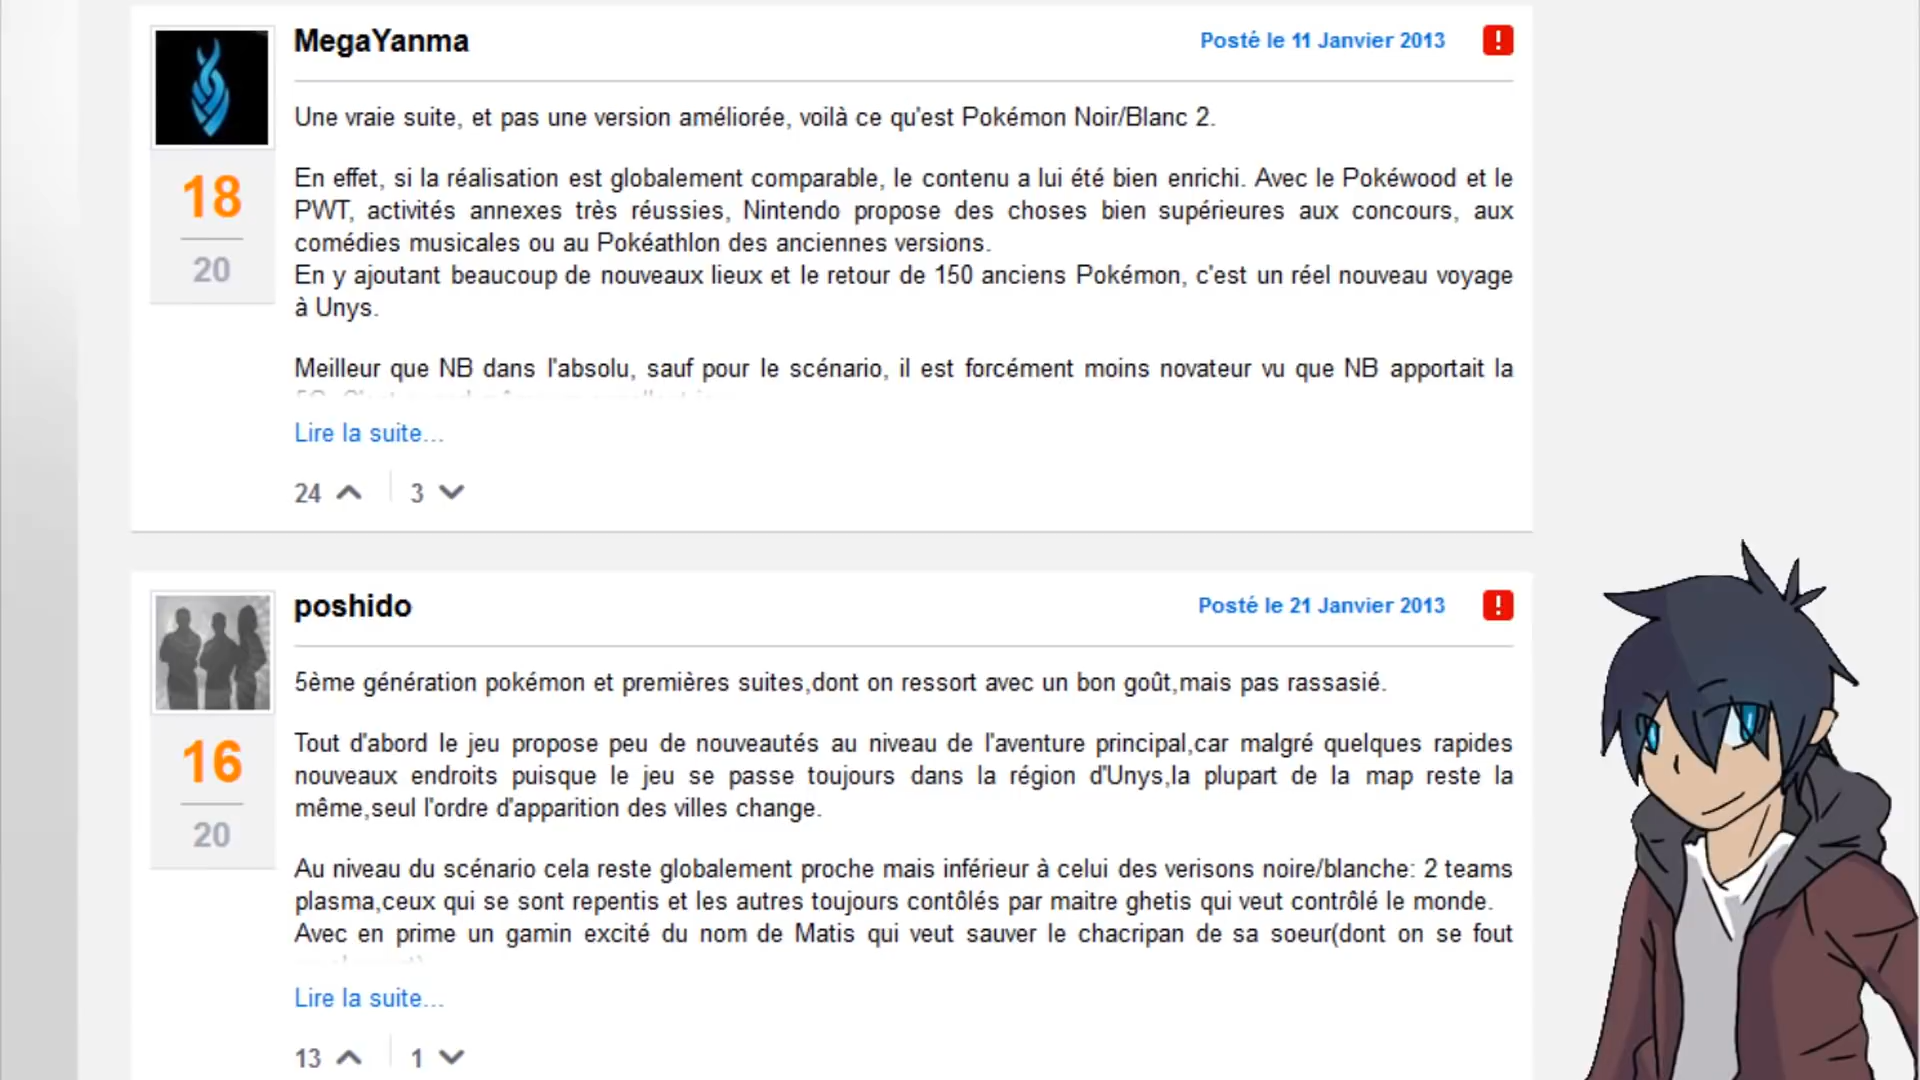 MegaYanma
Posté le 11 Janvier 2013
!
Une vraie suite, et pas une version améliorée, voilà ce qu'est Pokémon Noir/Blanc 2.
18
20
En effet, si la réalisation est globalement comparable, le contenu a lui été bien enrichi. Avec le Pokéwood et le
PWT, activités annexes très réussies, Nintendo propose des choses bien supérieures aux concours, aux
comédies musicales ou au Pokéathlon des anciennes versions.
En y ajoutant beaucoup de nouveaux lieux et le retour de 150 anciens Pokémon, c'est un réel nouveau voyage
à Unys.
Meilleur que NB dans l'absolu, sauf pour le scénario, il est forcément moins novateur vu que NB apportait la
Lire la suite...
24
3
poshido
Posté le 21 Janvier 2013
!
5ème génération pokémon et premières suites,dont on ressort avec un bon goût,mais pas rassasié.
16
20
Tout d'abord le jeu propose peu de nouveautés au niveau de l'aventure principal,car malgré quelques rapides
nouveaux endroits puisque le jeu se passe toujours dans la région d'Unys,la plupart de la map reste la
même,seul l'ordre d'apparition des villes change.
Au niveau du scénario cela reste globalement proche mais inférieur à celui des verisons noire/blanche: 2 teams
plasma,ceux qui se sont repentis et les autres toujours contôlés par maitre ghetis qui veut contrôlé le monde.
Avec en prime un gamin excité du nom de Matis qui veut sauver le chacripan de sa soeur(dont on se fout
Lire la suite...
13
1